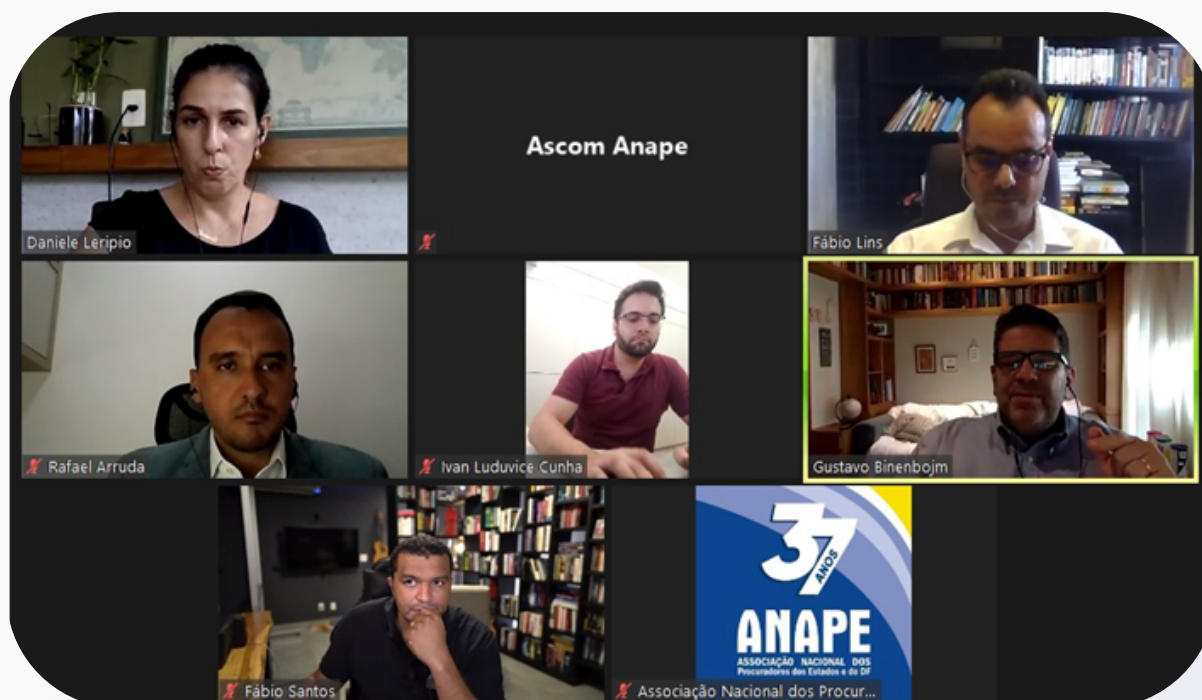 Ascom Anape
Daniele Leripio
Fábio Lins
Rafael Arruda
Ivan Luduvice Cunha
Gustavo Binenbojm
37
ANOS
ANAPE
ASSOCIAÇÃO NACIONAL DOS
Procuradores dos Estados e do DF
Fábio Santos
Associação Nacional dos Procur...